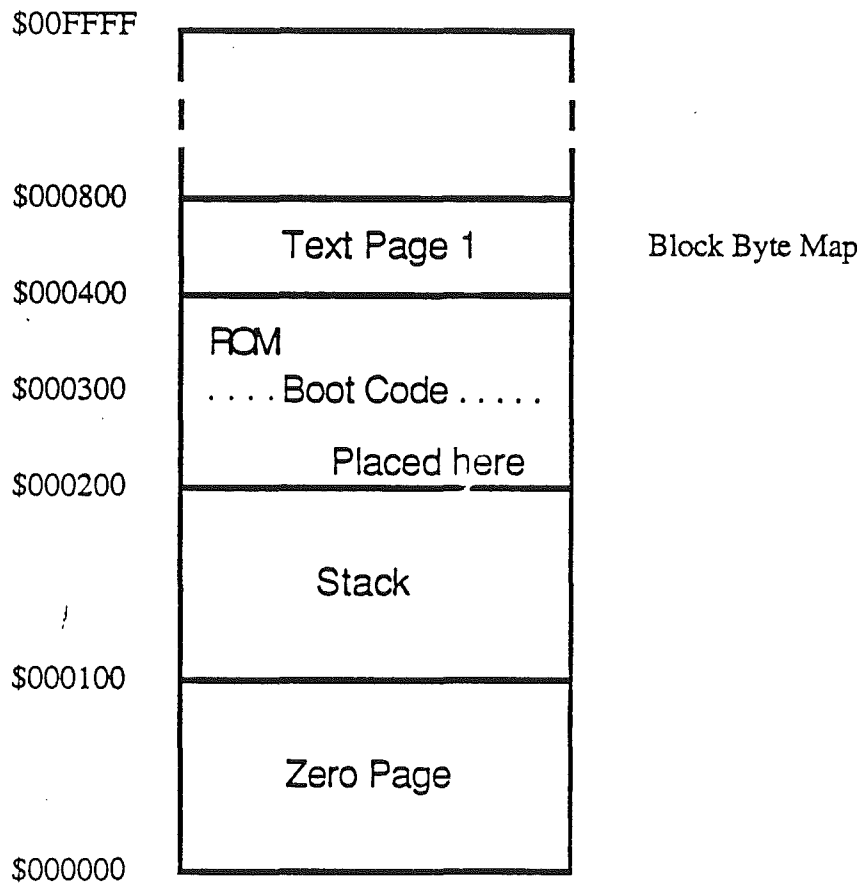 $00FFFF
$000800
Text Page 1
Block Byte Map
$000400
ROM
$000300
.... Boot Code .....
Placed here
$000200
Stack
$000100
Zero Page
$000000